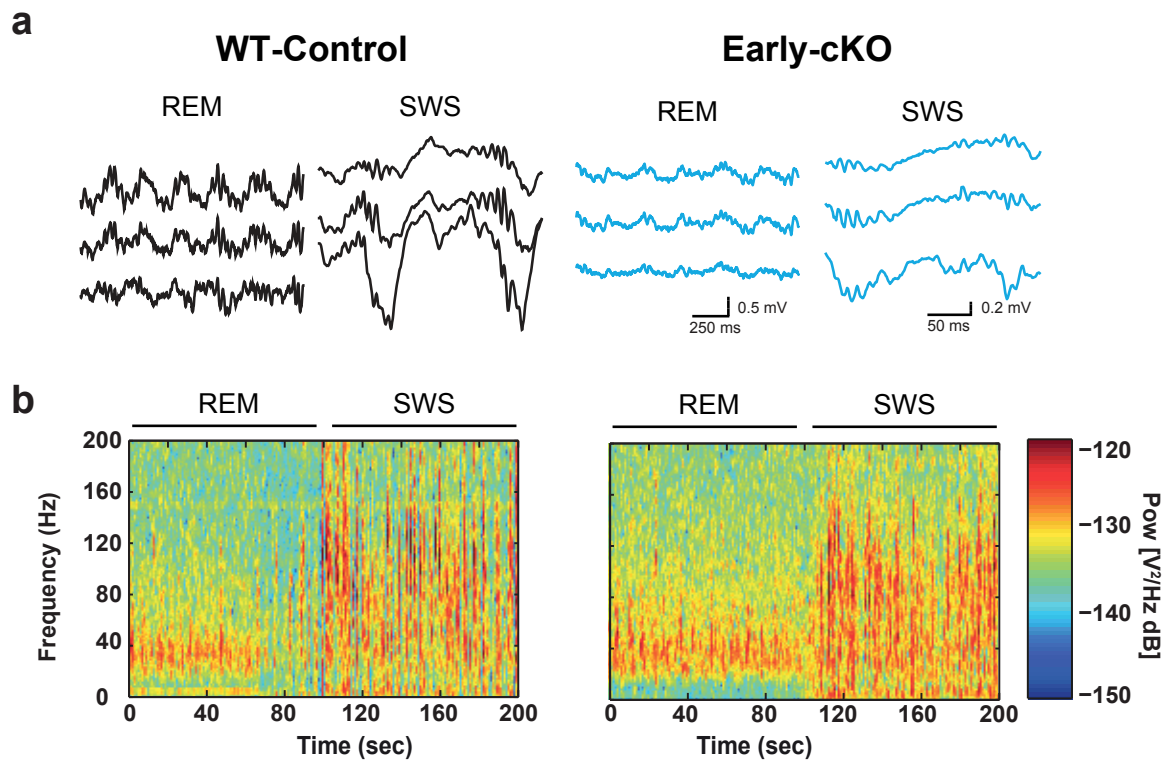 a
WT-Control
Early-cKO
REM
SWS
REM
SWS
0.5 mV
250 ms
0.2 mV
50 ms
b
REM
SWS
REM
SWS
200
160
120
80
40
0
Frequency (Hz)
0 40 80 120 160 200
Time (sec)
0 40 80 120 160 200
Time (sec)
−120
−130
−140
−150
Pow [V²/Hz dB]